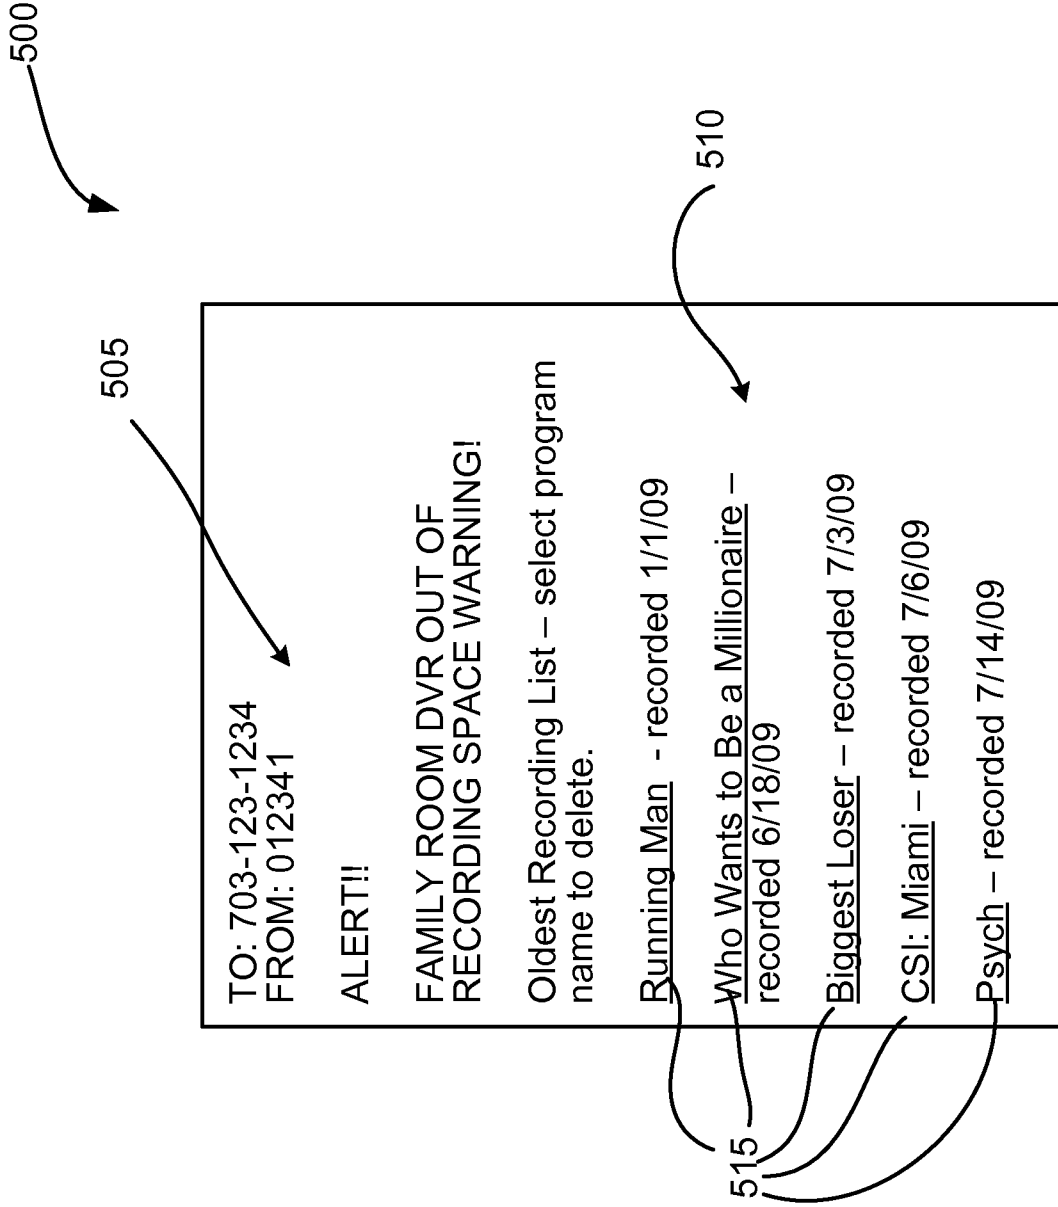 500
505
TO: 703-123-1234
FROM: 012341
ALERT!!
FAMILY ROOM DVR OUT OF
RECORDING SPACE WARNING!
Oldest Recording List – select program
name to delete.
510
Running Man - recorded 1/1/09
Who Wants to Be a Millionaire –
recorded 6/18/09
Biggest Loser – recorded 7/3/09
CSI: Miami – recorded 7/6/09
Psych – recorded 7/14/09
515